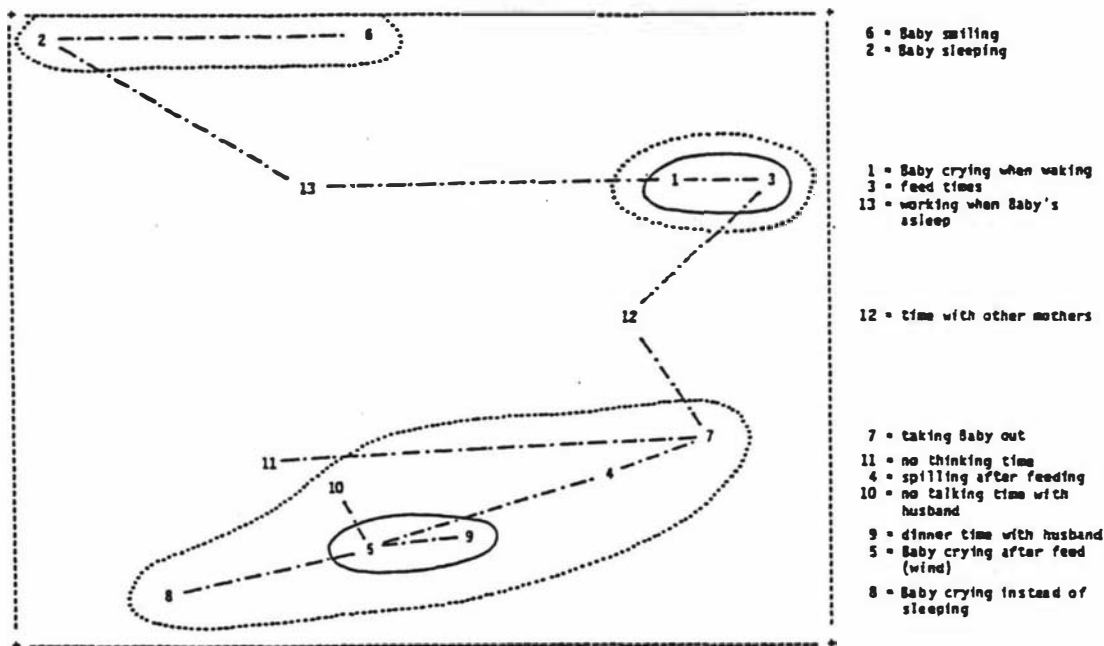 2 6
6 = Baby smiling
2 = Baby sleeping
13 1 3
1 = Baby crying when waking
3 = feed times
13 = working when Baby's
asleep
12
12 = time with other mothers
7
11
4
10
9
5
8
7 = taking Baby out
11 = no thinking time
4 = spilling after feeding
10 = no talking time with
husband
9 = dinner time with husband
5 = Baby crying after feed
(wind)
8 = Baby crying instead of
sleeping